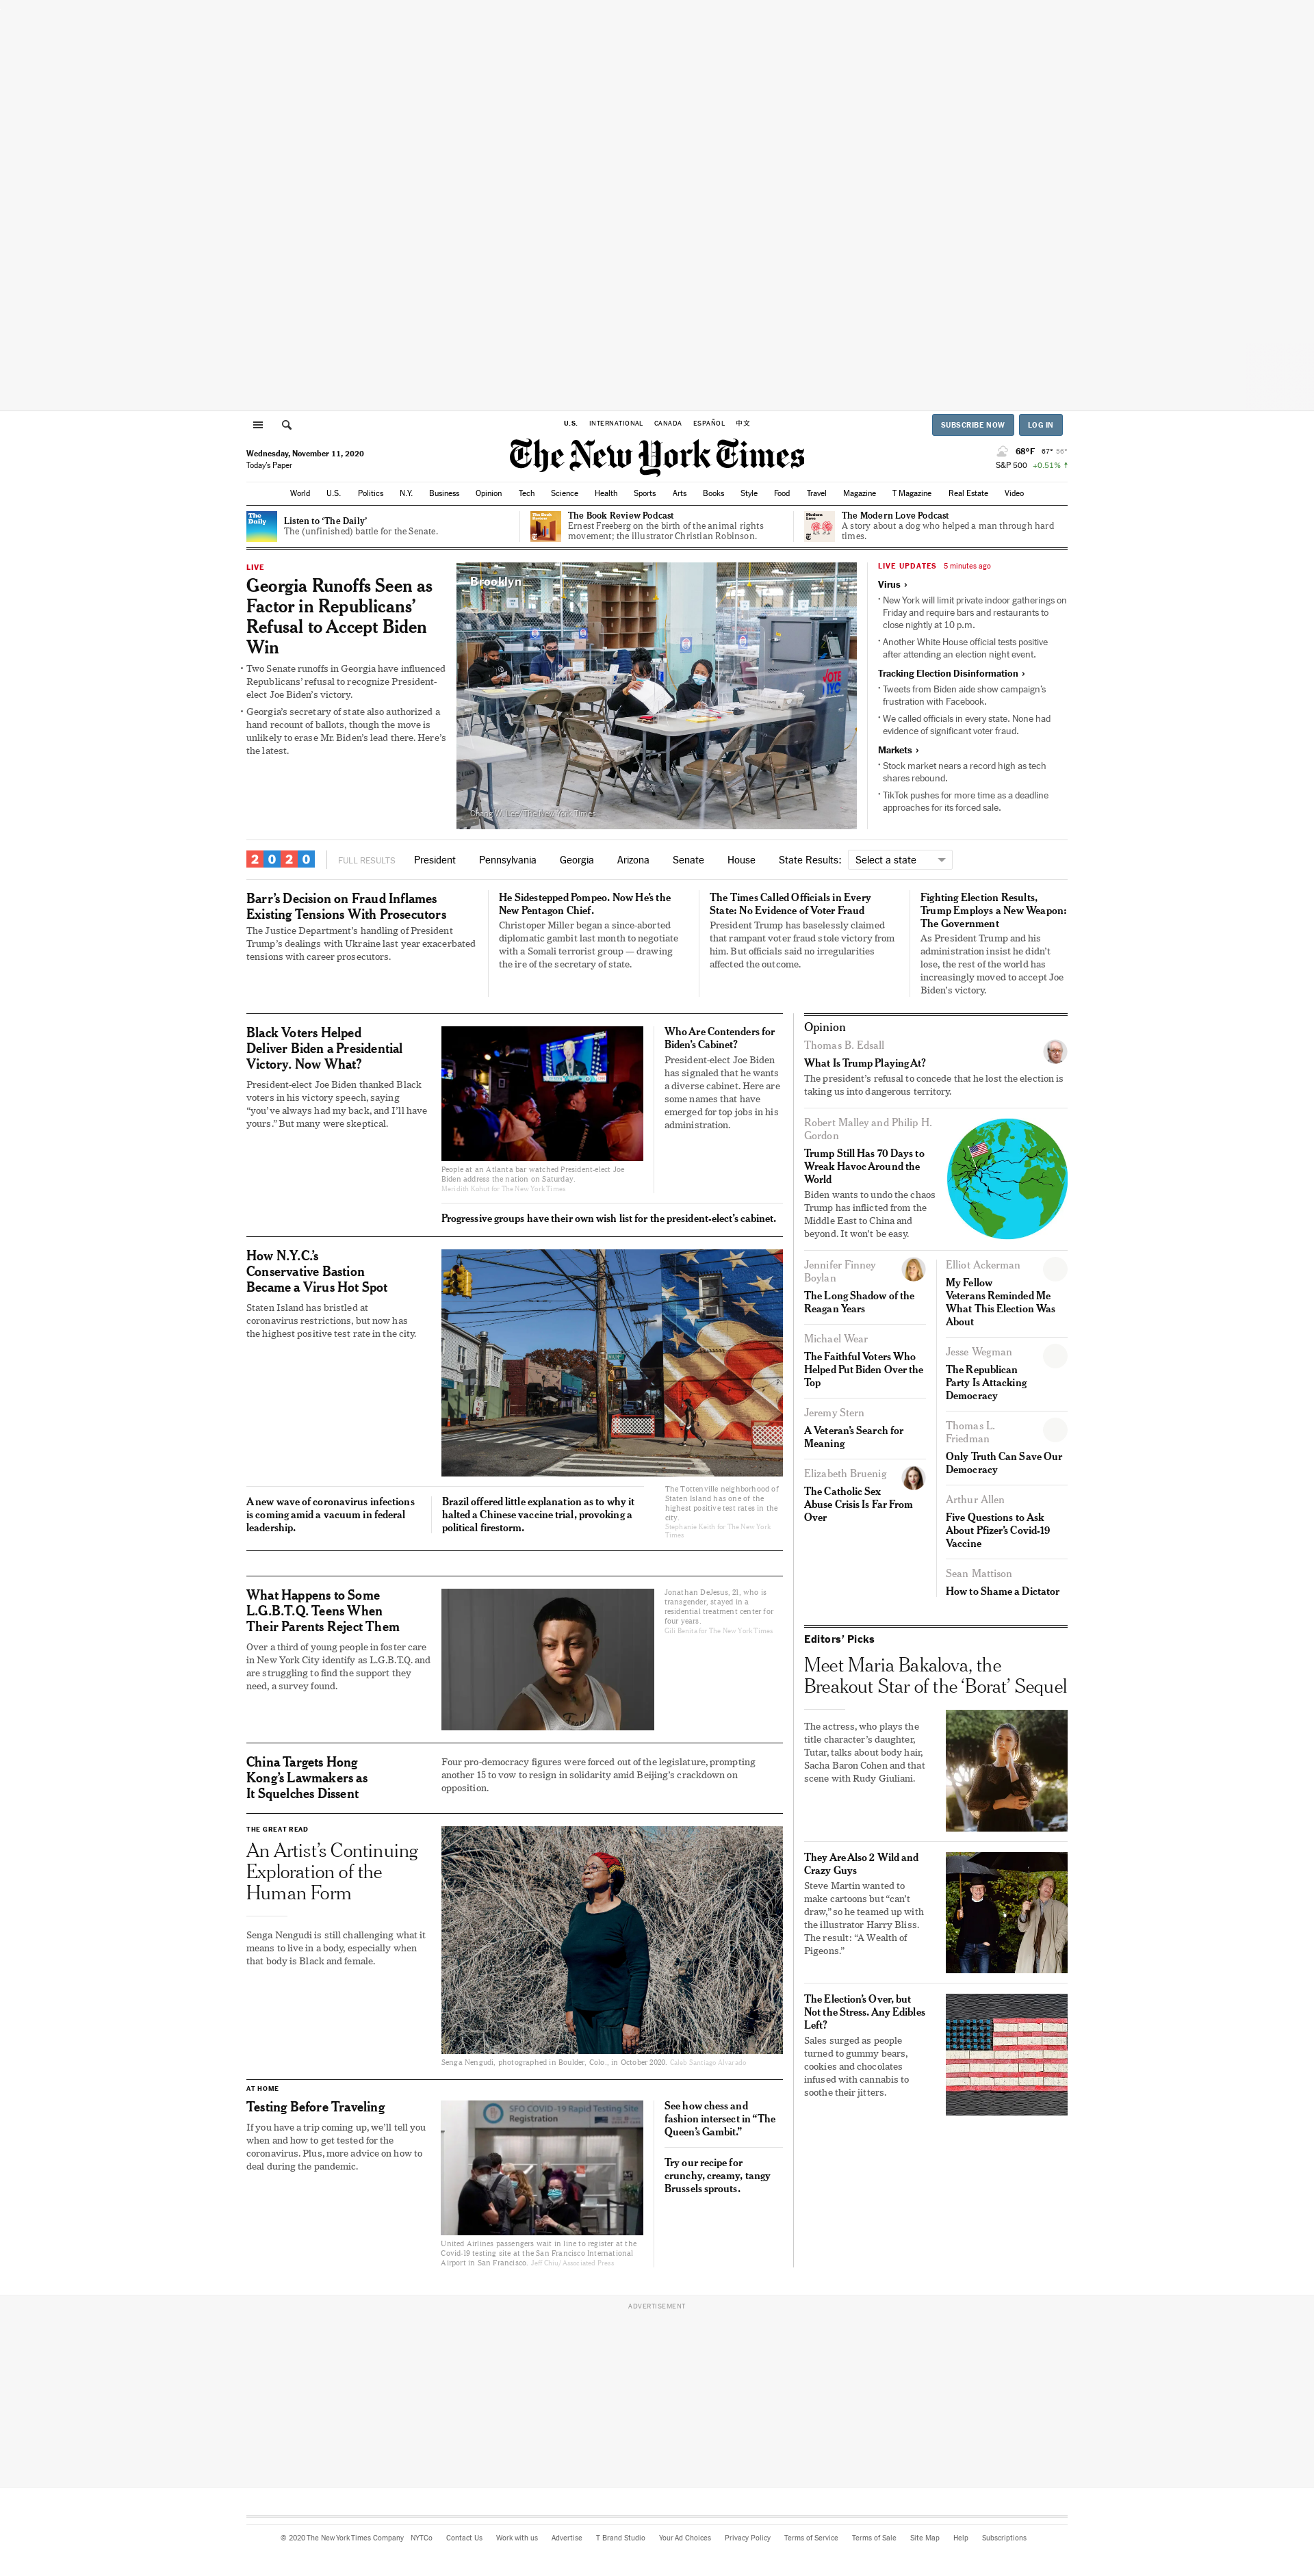 U.S. INTERNATIONAL CANADA ESPAÑOL 中文
SUBSCRIBE NOW LOG IN
Wednesday, November 11, 2020
Today's Paper
The New York Times
68°F 67° 56°
S&P 500 +0.51%
World U.S. Politics N.Y. Business Opinion Tech Science Health Sports Arts Books Style Food Travel Magazine T Magazine Real Estate Video
The
Daily
Listen to ‘The Daily’
The (unfinished) battle for the Senate.
The Book Review Podcast
Ernest Freeberg on the birth of the animal rights
movement; the illustrator Christian Robinson.
Modern
Love
The Modern Love Podcast
A story about a dog who helped a man through hard
times.
LIVE
Georgia Runoffs Seen as
Factor in Republicans’
Refusal to Accept Biden
Win
Two Senate runoffs in Georgia have influenced
Republicans’ refusal to recognize President-
elect Joe Biden’s victory.
Georgia’s secretary of state also authorized a
hand recount of ballots, though the move is
unlikely to erase Mr. Biden’s lead there. Here’s
the latest.
Brooklyn
LIVE UPDATES 5 minutes ago
Virus ›
New York will limit private indoor gatherings on
Friday and require bars and restaurants to
close nightly at 10 p.m.
Another White House official tests positive
after attending an election night event.
Tracking Election Disinformation ›
Tweets from Biden aide show campaign’s
frustration with Facebook.
We called officials in every state. None had
evidence of significant voter fraud.
Markets ›
Stock market nears a record high as tech
shares rebound.
TikTok pushes for more time as a deadline
approaches for its forced sale.
2020 FULL RESULTS President Pennsylvania Georgia Arizona Senate House State Results: Select a state
Barr’s Decision on Fraud Inflames
Existing Tensions With Prosecutors
The Justice Department’s handling of President
Trump’s dealings with Ukraine last year exacerbated
tensions with career prosecutors.
He Sidestepped Pompeo. Now He’s the
New Pentagon Chief.
Christoper Miller began a since-aborted
diplomatic gambit last month to negotiate
with a Somali terrorist group — drawing
the ire of the secretary of state.
The Times Called Officials in Every
State: No Evidence of Voter Fraud
President Trump has baselessly claimed
that rampant voter fraud stole victory from
him. But officials said no irregularities
affected the outcome.
Fighting Election Results,
Trump Employs a New Weapon:
The Government
As President Trump and his
administration insist he didn’t
lose, the rest of the world has
increasingly moved to accept Joe
Biden’s victory.
Black Voters Helped
Deliver Biden a Presidential
Victory. Now What?
President-elect Joe Biden thanked Black
voters in his victory speech, saying
“you’ve always had my back, and I’ll have
yours.” But many were skeptical.
People at an Atlanta bar watched President-elect Joe
Biden address the nation on Saturday.
Meridith Kohut for The New York Times
Who Are Contenders for
Biden’s Cabinet?
President-elect Joe Biden
has signaled that he wants
a diverse cabinet. Here are
some names that have
emerged for top jobs in his
administration.
Progressive groups have their own wish list for the president-elect’s cabinet.
How N.Y.C.’s
Conservative Bastion
Became a Virus Hot Spot
Staten Island has bristled at
coronavirus restrictions, but now has
the highest positive test rate in the city.
The Tottenville neighborhood of
Staten Island has one of the
highest positive test rates in the
city.
Stephanie Keith for The New York
Times
A new wave of coronavirus infections
is coming amid a vacuum in federal
leadership.
Brazil offered little explanation as to why it
halted a Chinese vaccine trial, provoking a
political firestorm.
What Happens to Some
L.G.B.T.Q. Teens When
Their Parents Reject Them
Over a third of young people in foster care
in New York City identify as L.G.B.T.Q. and
are struggling to find the support they
need, a survey found.
Jonathan DeJesus, 21, who is
transgender, stayed in a
residential treatment center for
four years.
Gili Benita for The New York Times
China Targets Hong
Kong’s Lawmakers as
It Squelches Dissent
Four pro-democracy figures were forced out of the legislature, prompting
another 15 to vow to resign in solidarity amid Beijing’s crackdown on
opposition.
THE GREAT READ
An Artist’s Continuing
Exploration of the
Human Form
Senga Nengudi is still challenging what it
means to live in a body, especially when
that body is Black and female.
Senga Nengudi, photographed in Boulder, Colo., in October 2020. Caleb Santiago Alvarado
AT HOME
Testing Before Traveling
If you have a trip coming up, we’ll tell you
when and how to get tested for the
coronavirus. Plus, more advice on how to
deal during the pandemic.
SFO COVID-19 Rapid Testing Site
Registration
United Airlines passengers wait in line to register at the
Covid-19 testing site at the San Francisco International
Airport in San Francisco. Jeff Chiu/Associated Press
See how chess and
fashion intersect in “The
Queen’s Gambit.”
Try our recipe for
crunchy, creamy, tangy
Brussels sprouts.
Opinion
Thomas B. Edsall
What Is Trump Playing At?
The president’s refusal to concede that he lost the election is
taking us into dangerous territory.
Robert Malley and Philip H.
Gordon
Trump Still Has 70 Days to
Wreak Havoc Around the
World
Biden wants to undo the chaos
Trump has inflicted from the
Middle East to China and
beyond. It won’t be easy.
Jennifer Finney
Boylan
The Long Shadow of the
Reagan Years
Michael Wear
The Faithful Voters Who
Helped Put Biden Over the
Top
Jeremy Stern
A Veteran’s Search for
Meaning
Elizabeth Bruenig
The Catholic Sex
Abuse Crisis Is Far From
Over
Elliot Ackerman
My Fellow
Veterans Reminded Me
What This Election Was
About
Jesse Wegman
The Republican
Party Is Attacking
Democracy
Thomas L.
Friedman
Only Truth Can Save Our
Democracy
Arthur Allen
Five Questions to Ask
About Pfizer’s Covid-19
Vaccine
Sean Mattison
How to Shame a Dictator
Editors’ Picks
Meet Maria Bakalova, the
Breakout Star of the ‘Borat’ Sequel
The actress, who plays the
title character’s daughter,
Tutar, talks about body hair,
Sacha Baron Cohen and that
scene with Rudy Giuliani.
They Are Also 2 Wild and
Crazy Guys
Steve Martin wanted to
make cartoons but “can’t
draw,” so he teamed up with
the illustrator Harry Bliss.
The result: “A Wealth of
Pigeons.”
The Election’s Over, but
Not the Stress. Any Edibles
Left?
Sales surged as people
turned to gummy bears,
cookies and chocolates
infused with cannabis to
soothe their jitters.
ADVERTISEMENT
© 2020 The New York Times Company NYTCo Contact Us Work with us Advertise T Brand Studio Your Ad Choices Privacy Policy Terms of Service Terms of Sale Site Map Help Subscriptions